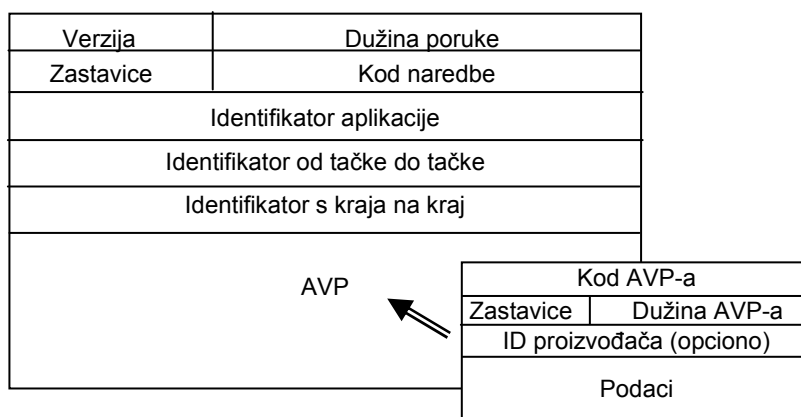 Verzija Dužina poruke
Zastavice Kod naredbe
Identifikator aplikacije
Identifikator od tačke do tačke
Identifikator s kraja na kraj
AVP
Kod AVP-a
Zastavice Dužina AVP-a
ID proizvođača (opciono)
Podaci